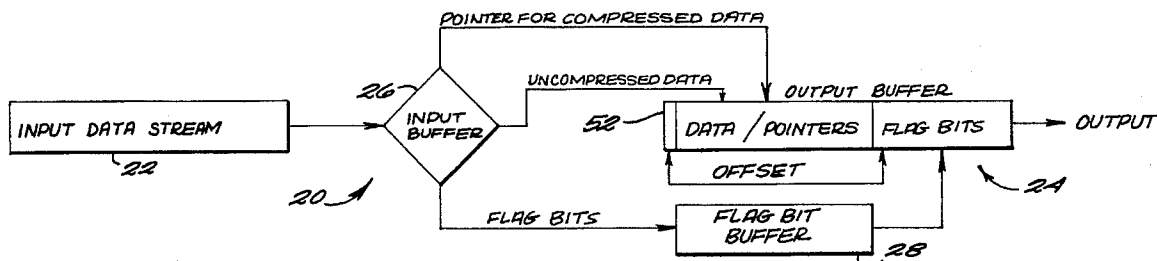 POINTER FOR COMPRESSED DATA
UNCOMPRESSED DATA
26
INPUT BUFFER
INPUT DATA STREAM
22
20
OUTPUT BUFFER
52
DATA / POINTERS
FLAG BITS
OUTPUT
OFFSET
24
FLAG BITS
FLAG BIT
BUFFER
28